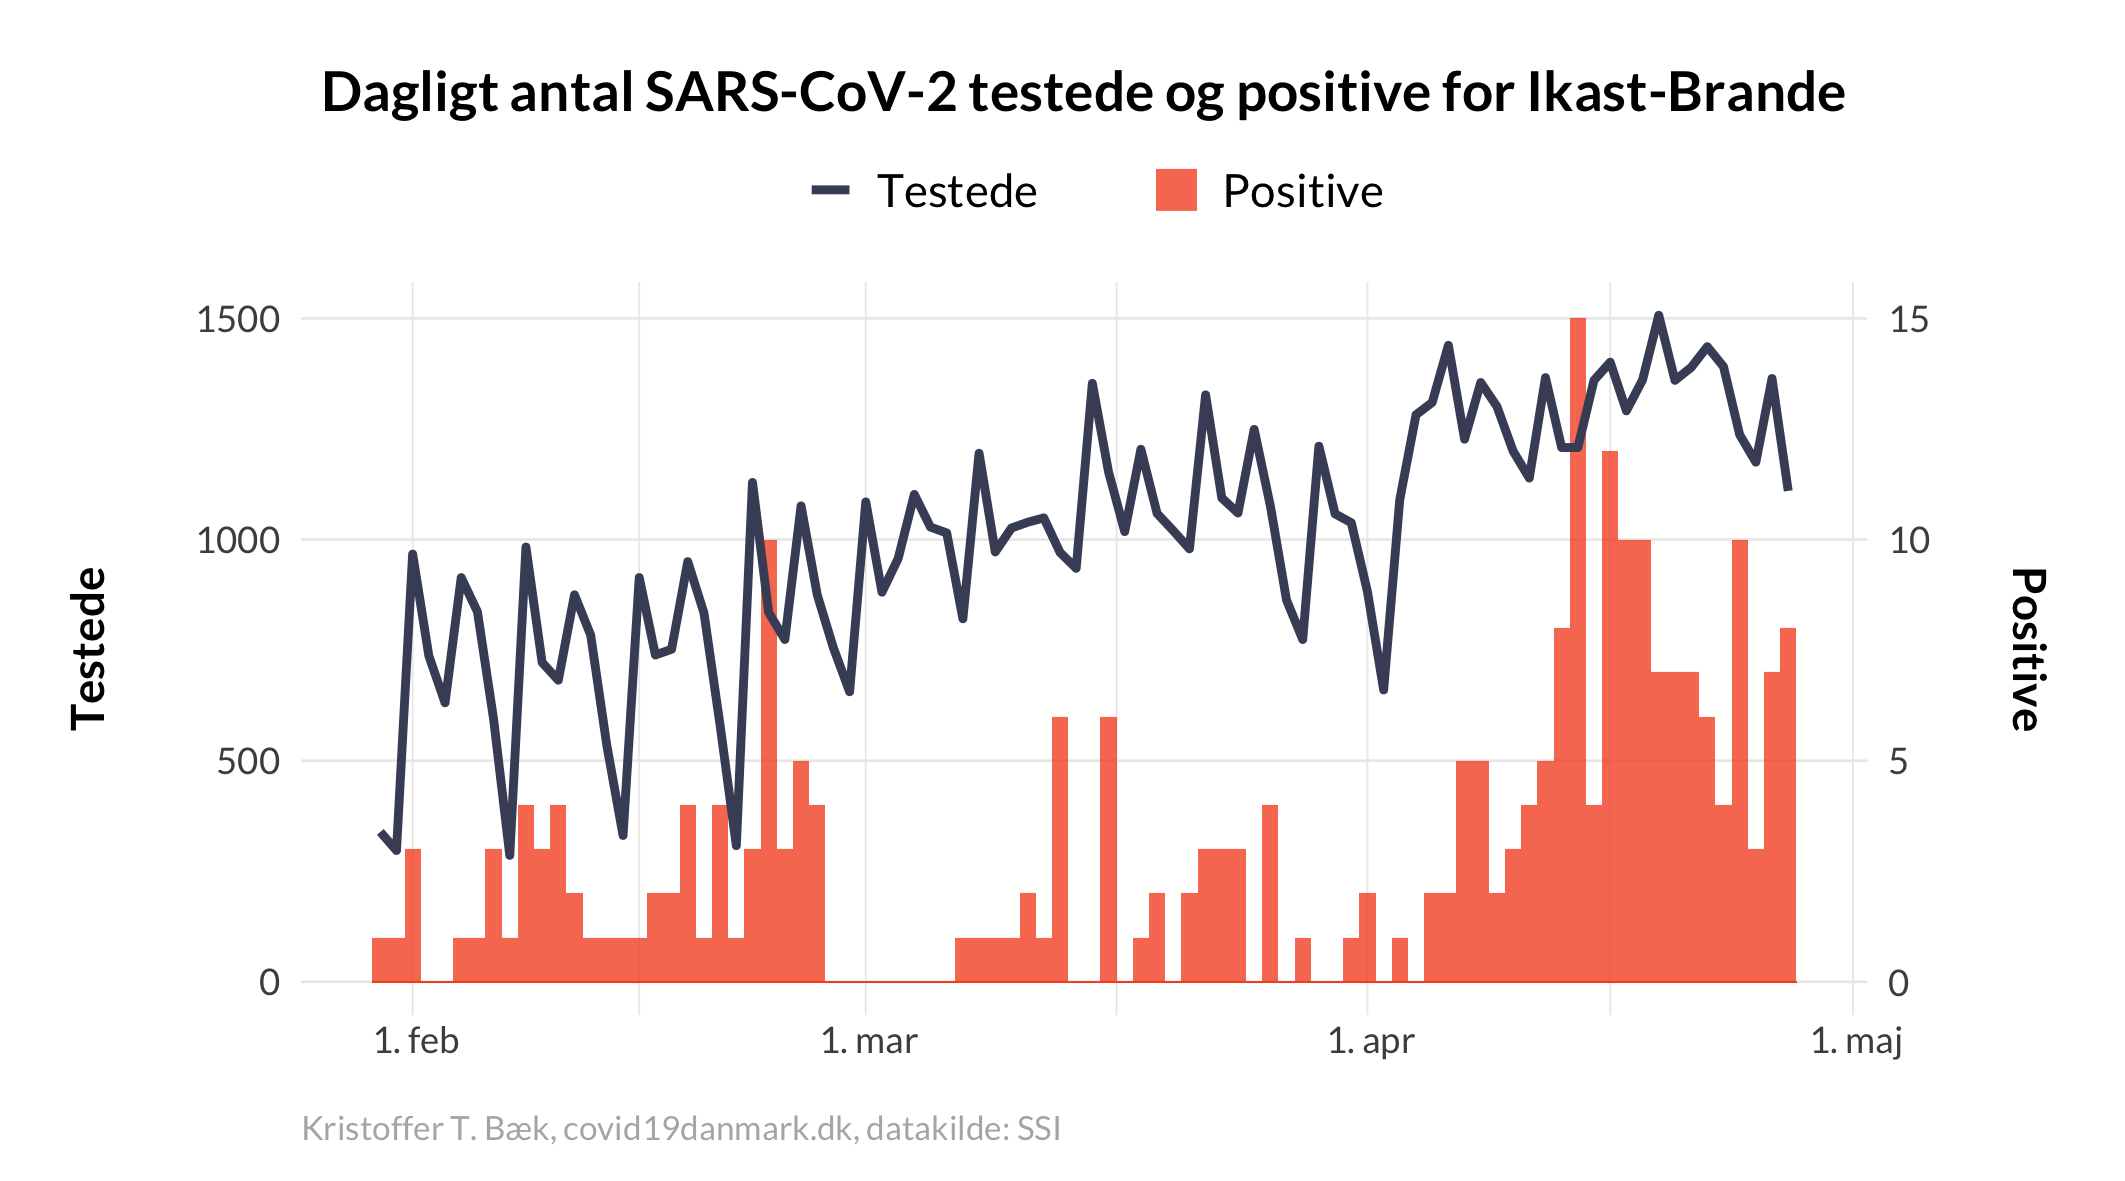 Dagligt antal SARS-CoV-2 testede og positive for Ikast-Brande
Testede Positive
1500 15
1000 10
500 5
0 0
Testede
Positive
1. feb 1. mar 1. apr 1. maj
Kristoffer T. Bæk, covid19danmark.dk, datakilde: SSI